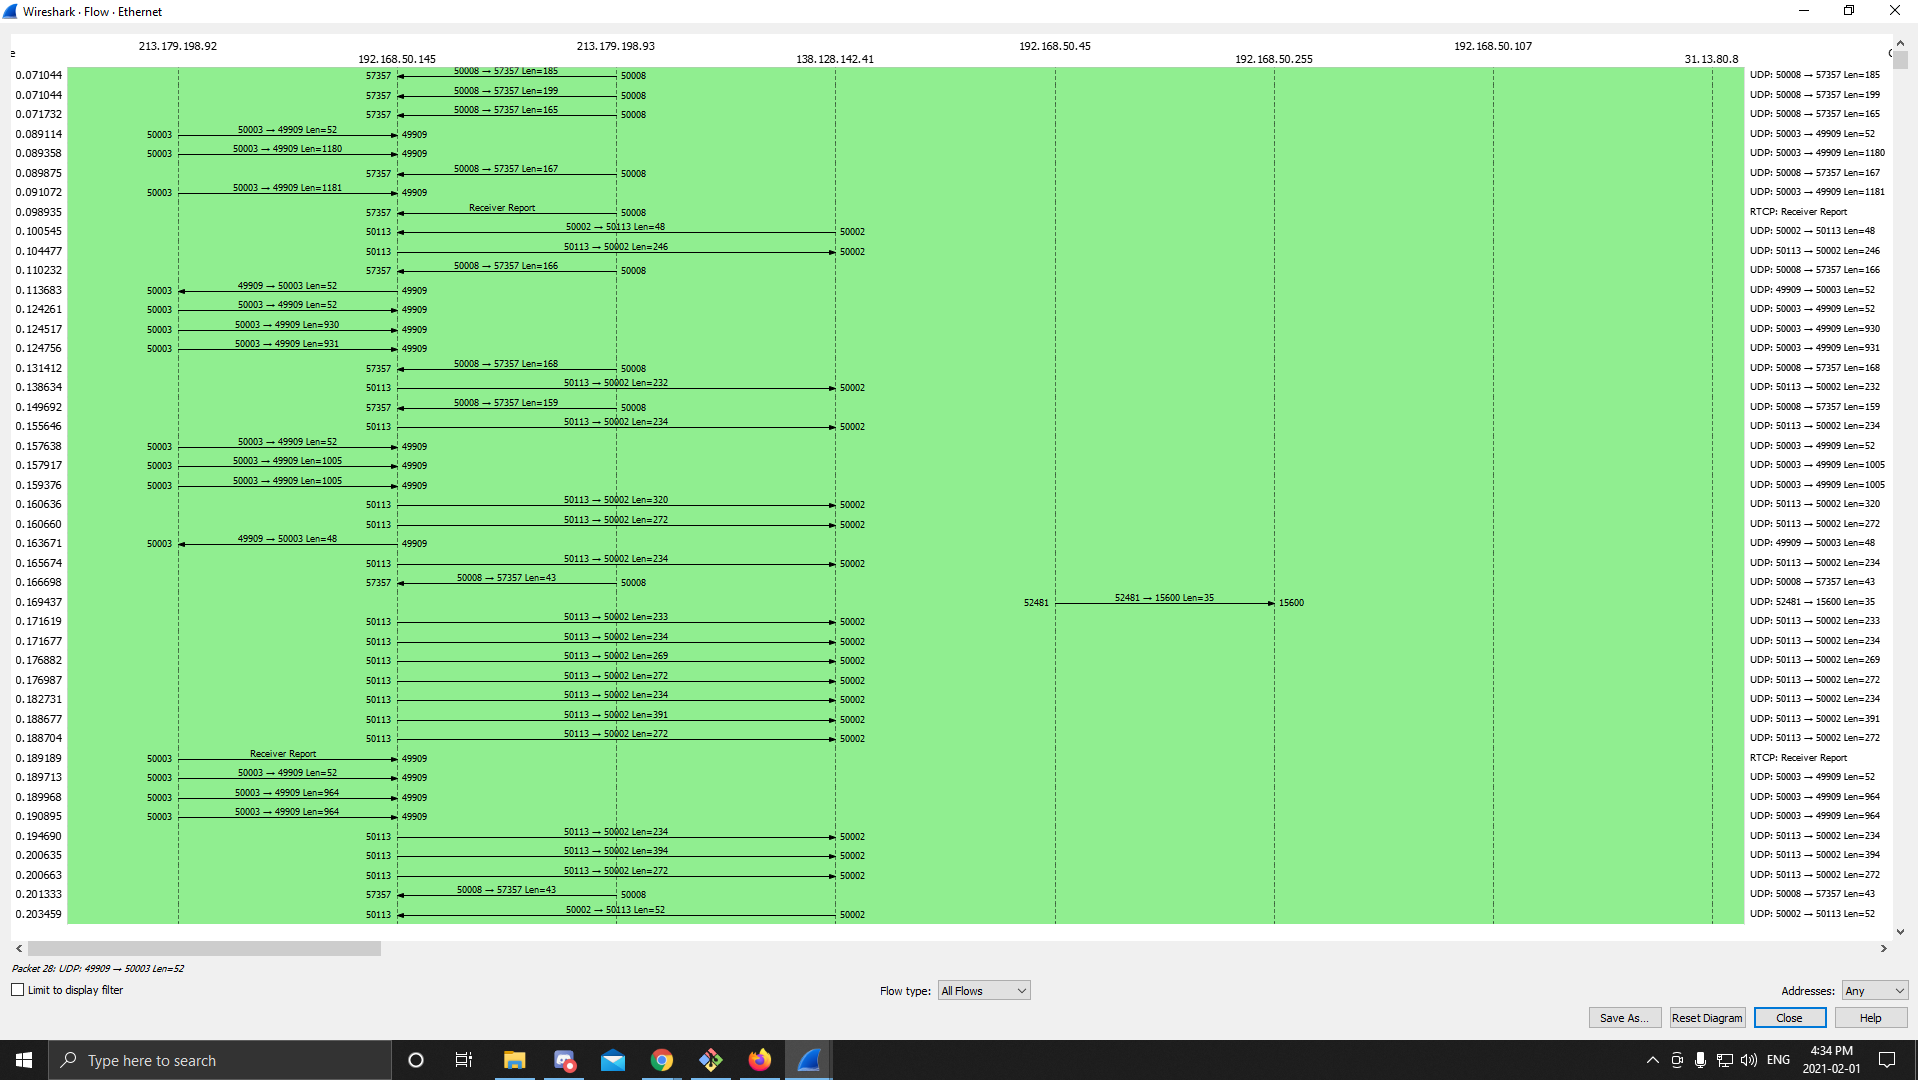 Wireshark · Flow · Ethernet
213.179.198.92 213.179.198.93 192.168.50.45 192.168.50.107
e 192.168.50.145 138.128.142.41 192.168.50.255 31.13.80.8
0.071044 57357 50008 → 57357 Len=185 50008 UDP: 50008 → 57357 Len=185
0.071044 57357 50008 → 57357 Len=199 50008 UDP: 50008 → 57357 Len=199
0.071732 57357 50008 → 57357 Len=165 50008 UDP: 50008 → 57357 Len=165
0.089114 50003 50003 → 49909 Len=52 49909 UDP: 50003 → 49909 Len=52
0.089358 50003 50003 → 49909 Len=1180 49909 UDP: 50003 → 49909 Len=1180
0.089875 57357 50008 → 57357 Len=167 50008 UDP: 50008 → 57357 Len=167
0.091072 50003 50003 → 49909 Len=1181 49909 UDP: 50003 → 49909 Len=1181
0.098935 57357 Receiver Report 50008 RTCP: Receiver Report
0.100545 50113 50002 → 50113 Len=48 50002 UDP: 50002 → 50113 Len=48
0.104477 50113 50113 → 50002 Len=246 50002 UDP: 50113 → 50002 Len=246
0.110232 57357 50008 → 57357 Len=166 50008 UDP: 50008 → 57357 Len=166
0.113683 50003 49909 → 50003 Len=52 49909 UDP: 49909 → 50003 Len=52
0.124261 50003 50003 → 49909 Len=52 49909 UDP: 50003 → 49909 Len=52
0.124517 50003 50003 → 49909 Len=930 49909 UDP: 50003 → 49909 Len=930
0.124756 50003 50003 → 49909 Len=931 49909 UDP: 50003 → 49909 Len=931
0.131412 57357 50008 → 57357 Len=168 50008 UDP: 50008 → 57357 Len=168
0.138634 50113 50113 → 50002 Len=232 50002 UDP: 50113 → 50002 Len=232
0.149692 57357 50008 → 57357 Len=159 50008 UDP: 50008 → 57357 Len=159
0.155646 50113 50113 → 50002 Len=234 50002 UDP: 50113 → 50002 Len=234
0.157638 50003 50003 → 49909 Len=52 49909 UDP: 50003 → 49909 Len=52
0.157917 50003 50003 → 49909 Len=1005 49909 UDP: 50003 → 49909 Len=1005
0.159376 50003 50003 → 49909 Len=1005 49909 UDP: 50003 → 49909 Len=1005
0.160636 50113 50113 → 50002 Len=320 50002 UDP: 50113 → 50002 Len=320
0.160660 50113 50113 → 50002 Len=272 50002 UDP: 50113 → 50002 Len=272
0.163671 50003 49909 → 50003 Len=48 49909 UDP: 49909 → 50003 Len=48
0.165674 50113 50113 → 50002 Len=234 50002 UDP: 50113 → 50002 Len=234
0.166698 57357 50008 → 57357 Len=43 50008 UDP: 50008 → 57357 Len=43
0.169437 52481 52481 → 15600 Len=35 15600 UDP: 52481 → 15600 Len=35
0.171619 50113 50113 → 50002 Len=233 50002 UDP: 50113 → 50002 Len=233
0.171677 50113 50113 → 50002 Len=234 50002 UDP: 50113 → 50002 Len=234
0.176882 50113 50113 → 50002 Len=269 50002 UDP: 50113 → 50002 Len=269
0.176987 50113 50113 → 50002 Len=272 50002 UDP: 50113 → 50002 Len=272
0.182731 50113 50113 → 50002 Len=234 50002 UDP: 50113 → 50002 Len=234
0.188677 50113 50113 → 50002 Len=391 50002 UDP: 50113 → 50002 Len=391
0.188704 50113 50113 → 50002 Len=272 50002 UDP: 50113 → 50002 Len=272
0.189189 50003 Receiver Report 49909 RTCP: Receiver Report
0.189713 50003 50003 → 49909 Len=52 49909 UDP: 50003 → 49909 Len=52
0.189968 50003 50003 → 49909 Len=964 49909 UDP: 50003 → 49909 Len=964
0.190895 50003 50003 → 49909 Len=964 49909 UDP: 50003 → 49909 Len=964
0.194690 50113 50113 → 50002 Len=234 50002 UDP: 50113 → 50002 Len=234
0.200635 50113 50113 → 50002 Len=394 50002 UDP: 50113 → 50002 Len=394
0.200663 50113 50113 → 50002 Len=272 50002 UDP: 50113 → 50002 Len=272
0.201333 57357 50008 → 57357 Len=43 50008 UDP: 50008 → 57357 Len=43
0.203459 50113 50002 → 50113 Len=52 50002 UDP: 50002 → 50113 Len=52
Packet 28: UDP: 49909 → 50003 Len=52
Limit to display filter Flow type: All Flows Addresses: Any
Save As... Reset Diagram Close Help
Type here to search ENG 4:34 PM
2021-02-01